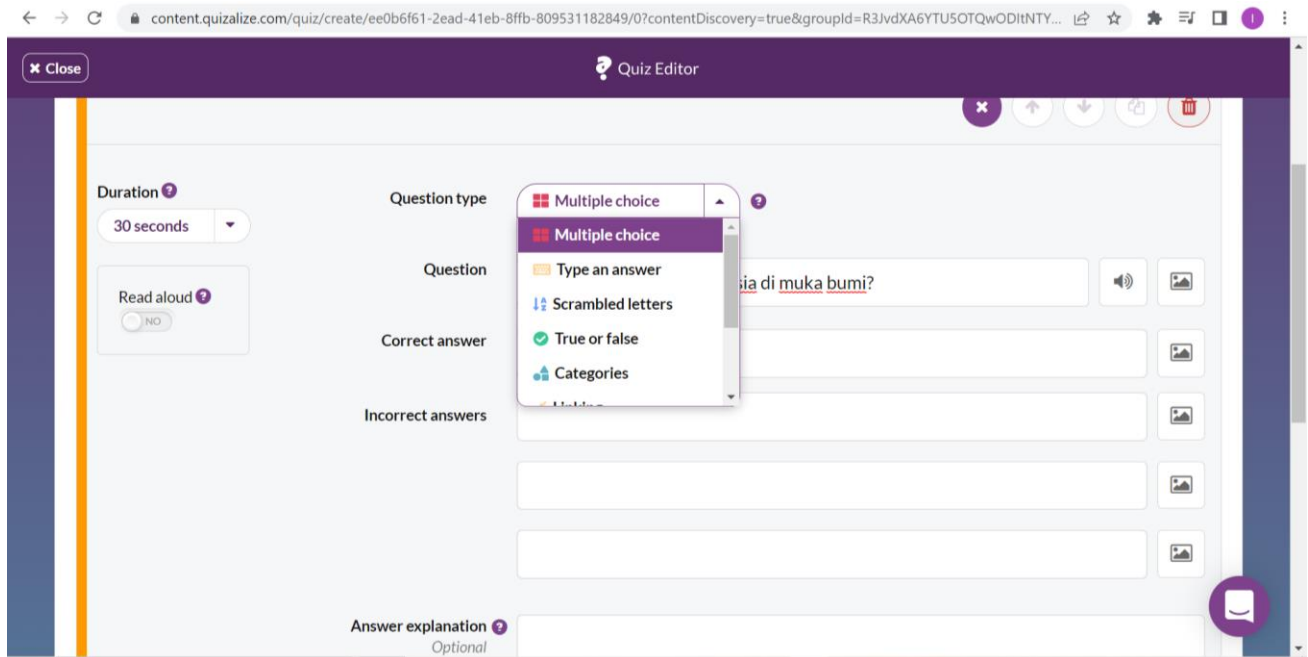 content.quizalize.com/quiz/create/ee0b6f61-2ead-41eb-8ffb-809531182849/0?contentDiscovery=true&groupId=R3JvdXA6YTU5OTQwODItNTY...
I
Close
Quiz Editor
Duration
30 seconds
Question type
Multiple choice
Multiple choice
Type an answer
Scrambled letters
True or false
Categories
Question
di muka bumi?
Read aloud
NO
Correct answer
Incorrect answers
Answer explanation
Optional